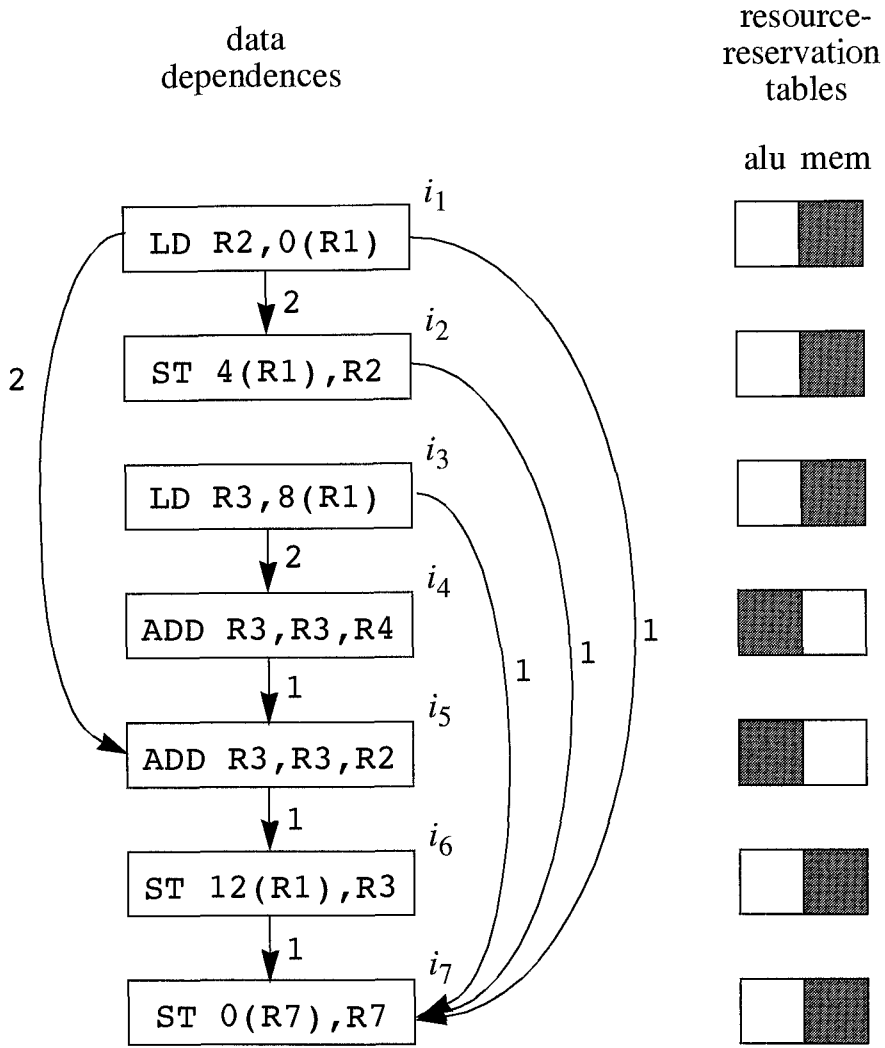 data
dependences
resource-
reservation
tables
alu mem
i1
LD R2,0(R1)
2
i2
ST 4(R1),R2
2
i3
LD R3,8(R1)
2
i4
ADD R3,R3,R4
1
1
1
1
i5
ADD R3,R3,R2
1
i6
ST 12(R1),R3
1
i7
ST 0(R7),R7